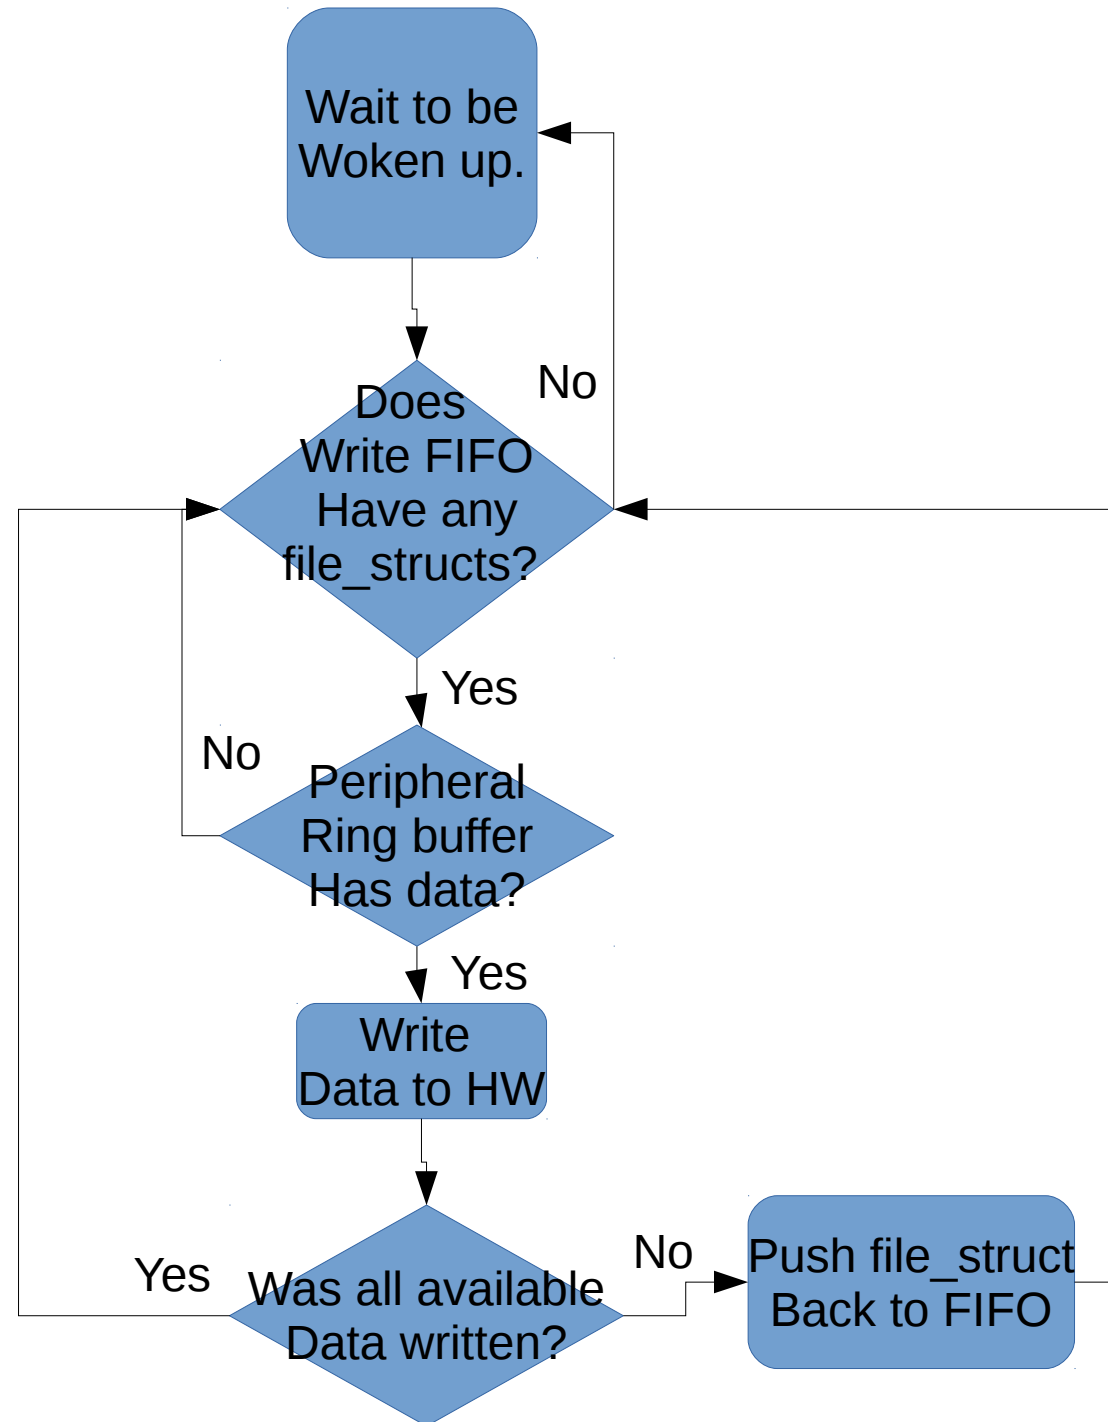 Wait to be
Woken up.
No
Does
Write FIFO
Have any
file_structs?
Yes
No
Peripheral
Ring buffer
Has data?
Yes
Write
Data to HW
Yes
Was all available
Data written?
No
Push file_struct
Back to FIFO